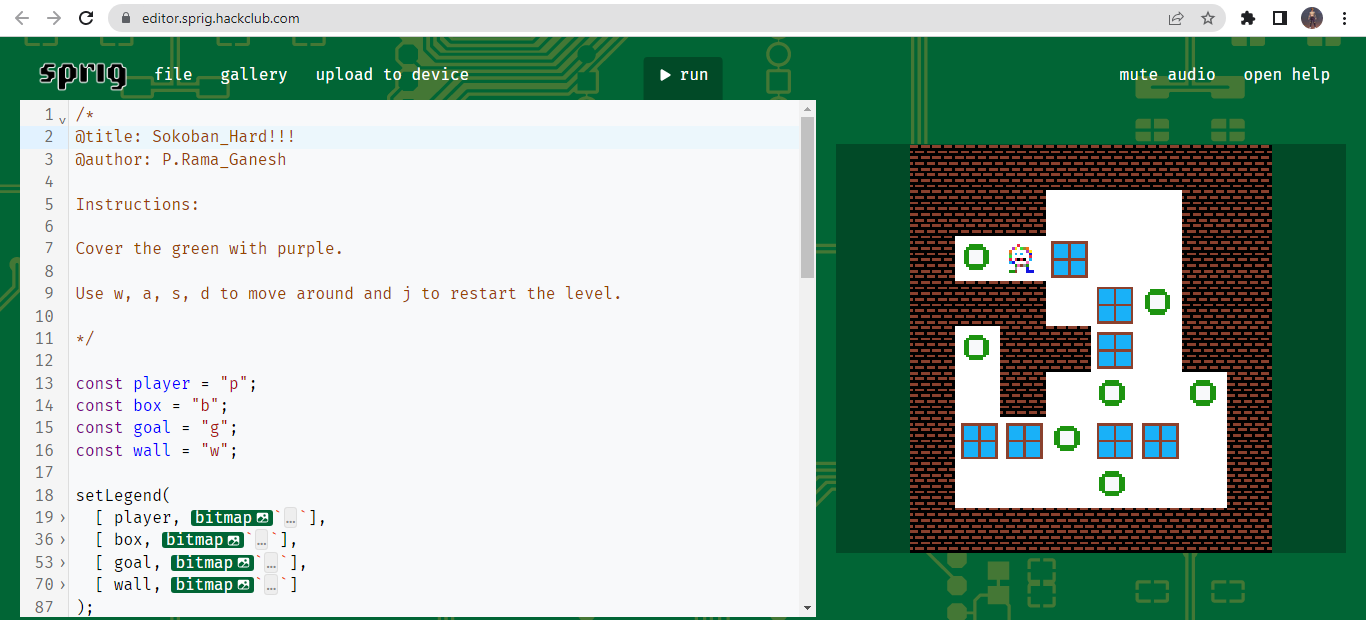 editor.sprig.hackclub.com
sprig file gallery upload to device run mute audio open help
1 /*
2 @title: Sokoban_Hard!!!
3 @author: P.Rama_Ganesh
4
5 Instructions:
6
7 Cover the green with purple.
8
9 Use w, a, s, d to move around and j to restart the level.
10
11 */
12
13 const player = "p";
14 const box = "b";
15 const goal = "g";
16 const wall = "w";
17
18 setLegend(
19 [ player, bitmap`…`],
36 [ box, bitmap`…`],
53 [ goal, bitmap`…`],
70 [ wall, bitmap`…`]
87 );